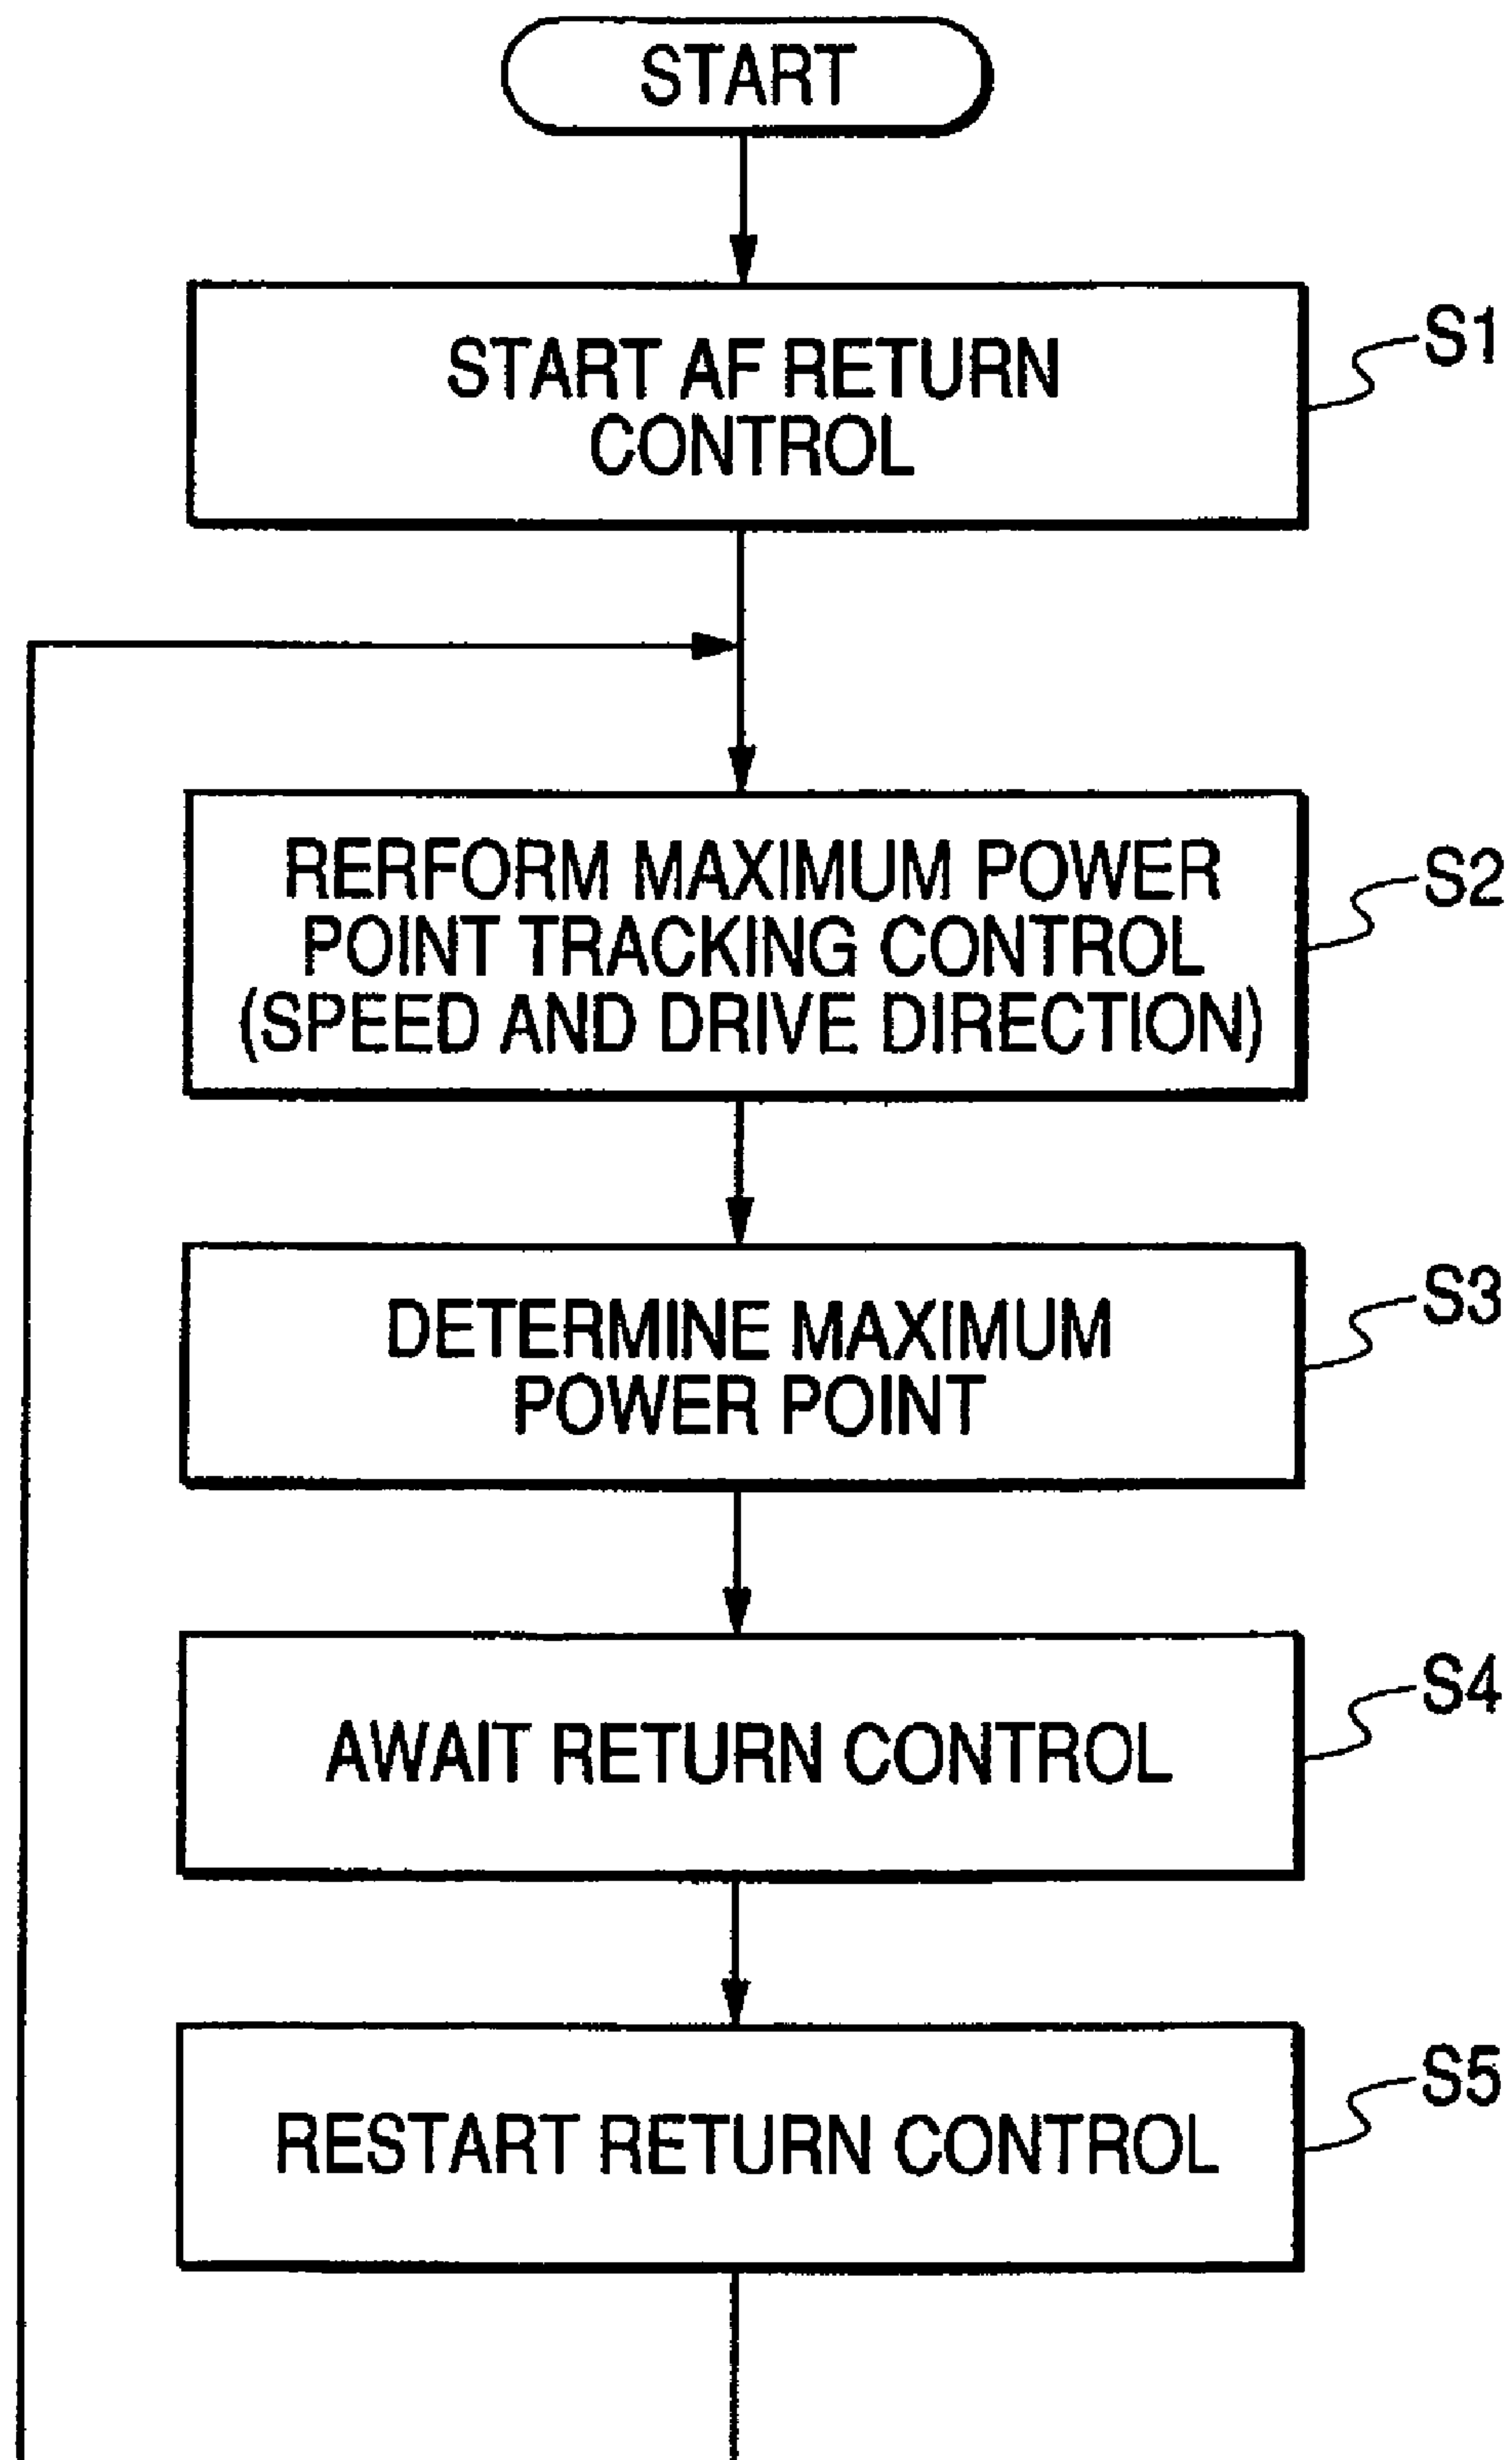 START
START AF RETURN
CONTROL
S1
RERFORM MAXIMUM POWER
POINT TRACKING CONTROL
(SPEED AND DRIVE DIRECTION)
S2
DETERMINE MAXIMUM
POWER POINT
S3
AWAIT RETURN CONTROL
S4
RESTART RETURN CONTROL
S5